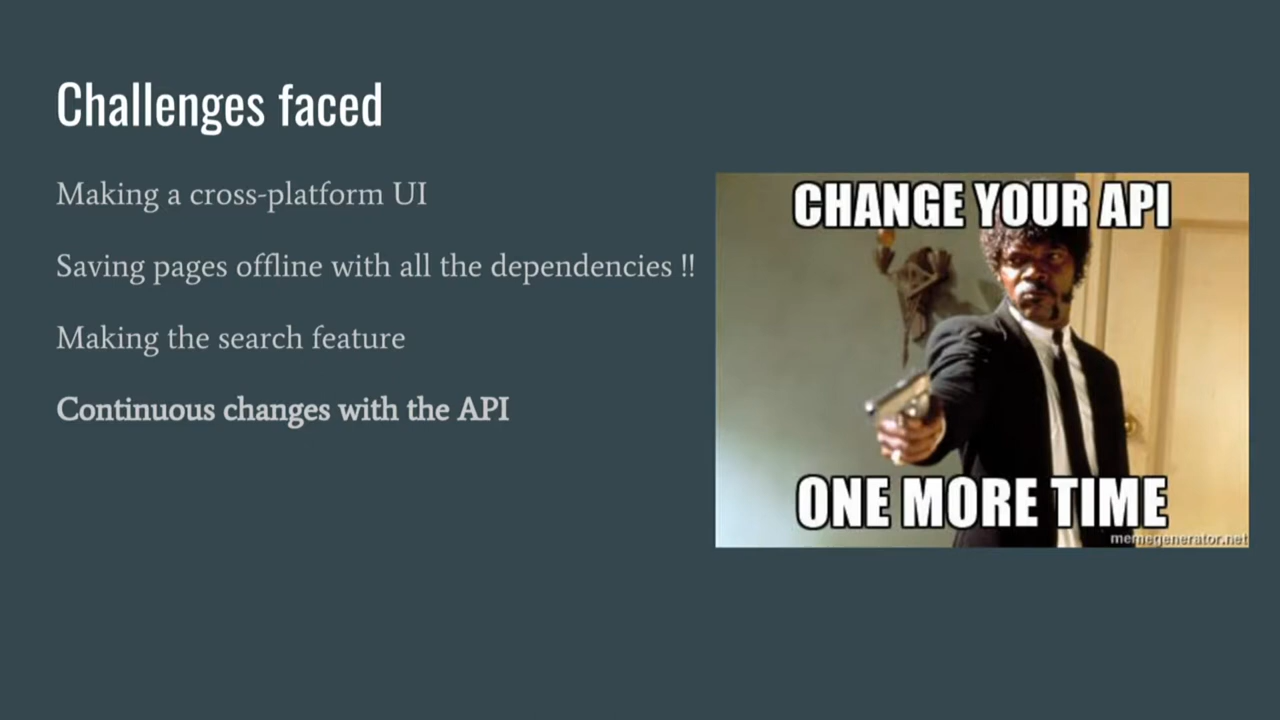 Challenges faced
Making a cross-platform UI
Saving pages offline with all the dependencies !!
Making the search feature
Continuous changes with the API
CHANGE YOUR API
ONE MORE TIME
memegenerator.net